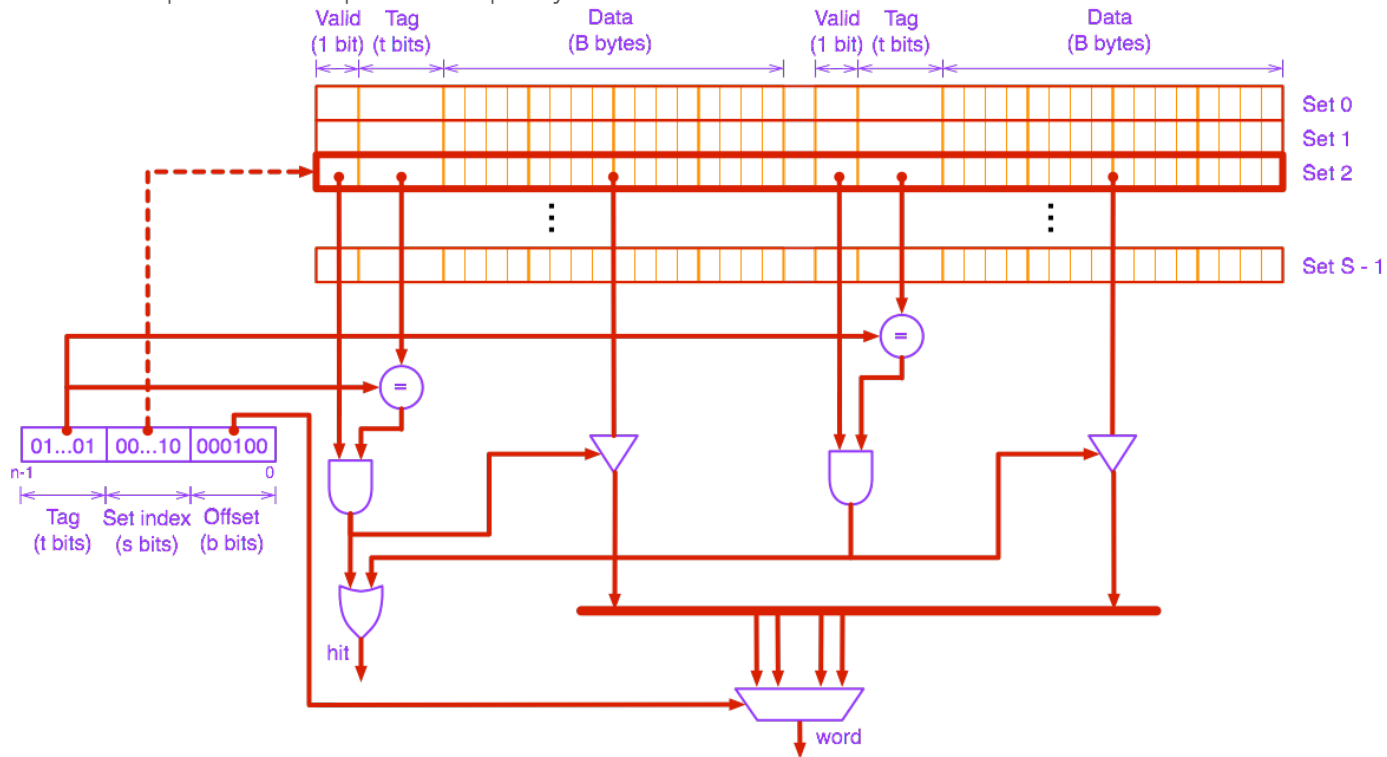 Valid
(1 bit)
Tag
(t bits)
Data
(B bytes)
Valid
(1 bit)
Tag
(t bits)
Data
(B bytes)
Set 0
Set 1
Set 2
⋮
⋮
Set S - 1
=
=
01...01 00...10 000100
n-1 0
Tag
(t bits)
Set index
(s bits)
Offset
(b bits)
hit
word